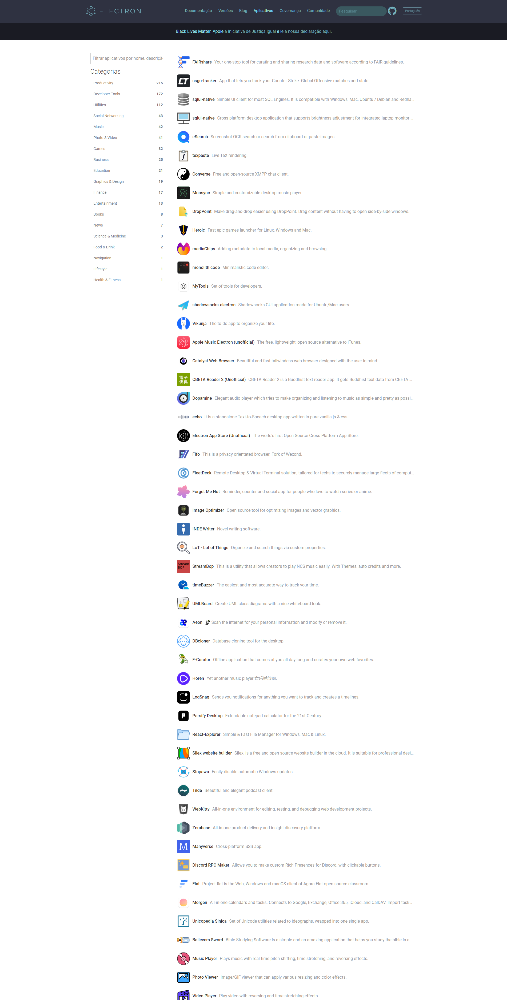 ELECTRON
Documentação Versões Blog Aplicativos Governança Comunidade Pesquisar Português
Black Lives Matter. Apoie a Iniciativa de Justiça Igual e leia nossa declaração aqui.
Filtrar aplicativos por nome, descriçã
Categorias
Productivity 215
Developer Tools 172
Utilities 112
Social Networking 43
Music 42
Photo & Video 41
Games 32
Business 25
Education 21
Graphics & Design 19
Finance 17
Entertainment 13
Books 8
News 7
Science & Medicine 3
Food & Drink 2
Navigation 1
Lifestyle 1
Health & Fitness 1
FAIRshare Your one-stop tool for curating and sharing research data and software according to FAIR guidelines.
csgo-tracker App that lets you track your Counter-Strike: Global Offensive matches and stats.
sqlui-native Simple UI client for most SQL Engines. It is compatible with Windows, Mac, Ubuntu / Debian and Redha...
sqlui-native Cross platform desktop application that supports brightness adjustment for integrated laptop monitor ...
eSearch Screenshot OCR search or search from clipboard or paste images.
texpaste Live TeX rendering.
Converse Free and open-source XMPP chat client.
Moosync Simple and customizable desktop music player.
DropPoint Make drag-and-drop easier using DropPoint. Drag content without having to open side-by-side windows.
Heroic Fast epic games launcher for Linux, Windows and Mac.
mediaChips Adding metadata to local media, organizing and browsing.
monolith code Minimalistic code editor.
MyTools Set of tools for developers.
shadowsocks-electron Shadowsocks GUI application made for Ubuntu/Mac users.
Vikunja The to-do app to organize your life.
Apple Music Electron (unofficial) The free, lightweight, open source alternative to iTunes.
Catalyst Web Browser Beautiful and fast tailwindcss web browser designed with the user in mind.
電子
佛典
CBETA Reader 2 (Unofficial) CBETA Reader 2 is a Buddhist text reader app. It gets Buddhist text data from CBETA ...
Dopamine Elegant audio player which tries to make organizing and listening to music as simple and pretty as possi...
echo It is a standalone Text-to-Speech desktop app written in pure vanilla js & css.
Electron App Store (Unofficial) The world's first Open-Source Cross-Platform App Store.
Fifo This is a privacy orientated browser. Fork of Wexond.
FleetDeck Remote Desktop & Virtual Terminal solution, tailored for techs to securely manage large fleets of comput...
Forget Me Not Reminder, counter and social app for people who love to watch series or anime.
Image Optimizer Open source tool for optimizing images and vector graphics.
INDE Writer Novel writing software.
LoT - Lot of Things Organize and search things via custom properties.
Stream
BOP
StreamBop This is a utility that allows creators to play NCS music easily. With Themes, auto credits and more.
timeBuzzer The easiest and most accurate way to track your time.
UMLBoard Create UML class diagrams with a nice whiteboard look.
Aeon 📡 Scan the internet for your personal information and modify or remove it.
DBcloner Database cloning tool for the desktop.
F-Curator Offline application that comes at you all day long and curates your own web favorites.
Horen Yet another music player 音乐播放器.
LogSnag Sends you notifications for anything you want to track and creates a timelines.
Parsify Desktop Extendable notepad calculator for the 21st Century.
React-Explorer Simple & Fast File Manager for Windows, Mac & Linux.
Silex website builder Silex, is a free and open source website builder in the cloud. It is suitable for professional desi...
Stopawu Easily disable automatic Windows updates.
Tilde Beautiful and elegant podcast client.
WebKitty All-in-one environment for editing, testing, and debugging web development projects.
Zerabase All-in-one product delivery and insight discovery platform.
Manyverse Cross-platform SSB app.
Discord RPC Maker Allows you to make custom Rich Presences for Discord, with clickable buttons.
Flat Project flat is the Web, Windows and macOS client of Agora Flat open source classroom.
Morgen All-in-one calendars and tasks. Connects to Google, Exchange, Office 365, iCloud, and CalDAV. Import task...
字 Unicopedia Sinica Set of Unicode utilities related to ideographs, wrapped into one single app.
Believers Sword Bible Studying Software is a simple and an amazing application that helps you study the bible in a...
Music Player Plays music with real-time pitch shifting, time stretching, and reversing effects.
Photo Viewer Image/GIF viewer that can apply various resizing and color effects.
Video Player Play video with reversing and time stretching effects.